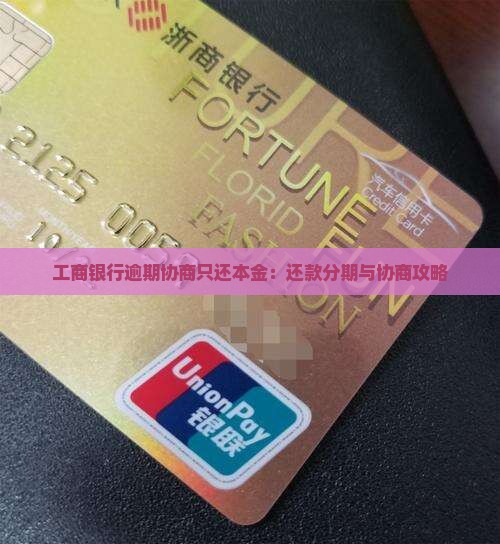 浙商银行
FORTUNE
FLORID
FASHION
FUN
汽车信用卡
Credit Card
2125
工商银行逾期协商只还本金：还款分期与协商攻略
UnionPay
银联